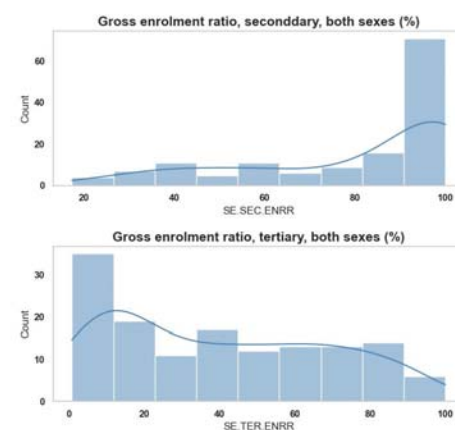 Gross enrolment ratio, seconddary, both sexes (%)
60
40
20
0
Count
20 40 60 80 100
SE.SEC.ENRR
Gross enrolment ratio, tertiary, both sexes (%)
30
20
10
0
Count
0 20 40 60 80 100
SE.TER.ENRR